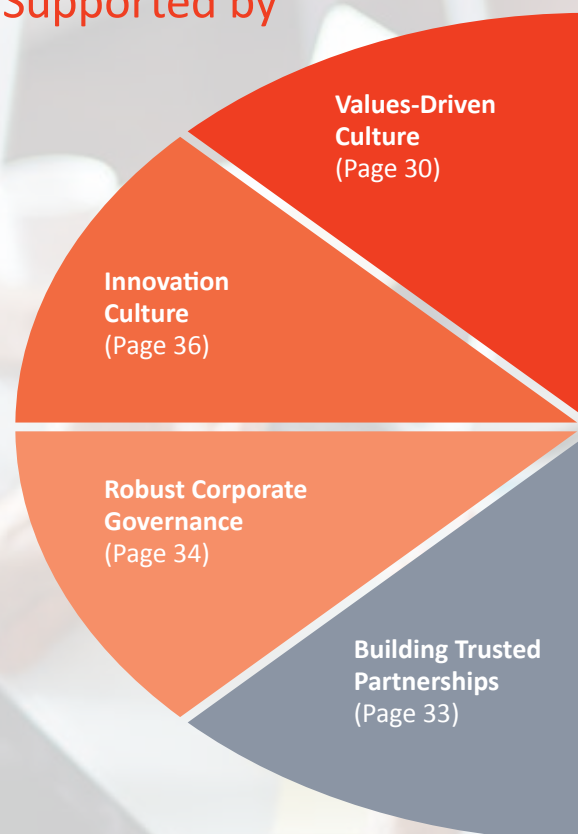 Supported by
Values-Driven
Culture
(Page 30)
Innovation
Culture
(Page 36)
Robust Corporate
Governance
(Page 34)
Building Trusted
Partnerships
(Page 33)